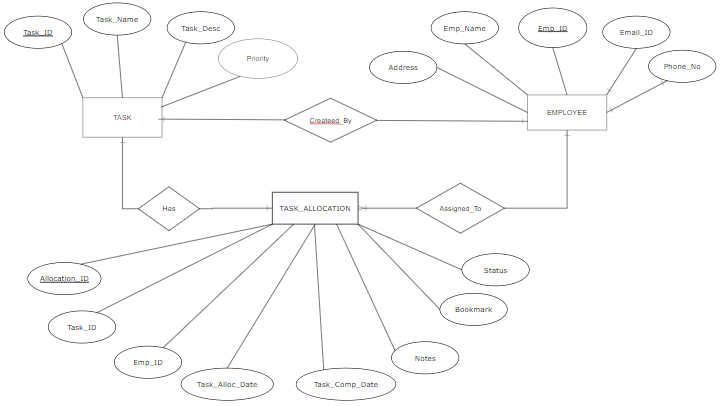 Task_ID
Task_Name
Task_Desc
Priority
Emp_Name
Emp_ID
Email_ID
Phone_No
Address
TASK
Createed_By
EMPLOYEE
Has
TASK_ALLOCATION
Assigned_To
Allocation_ID
Task_ID
Emp_ID
Task_Alloc_Date
Task_Comp_Date
Notes
Bookmark
Status